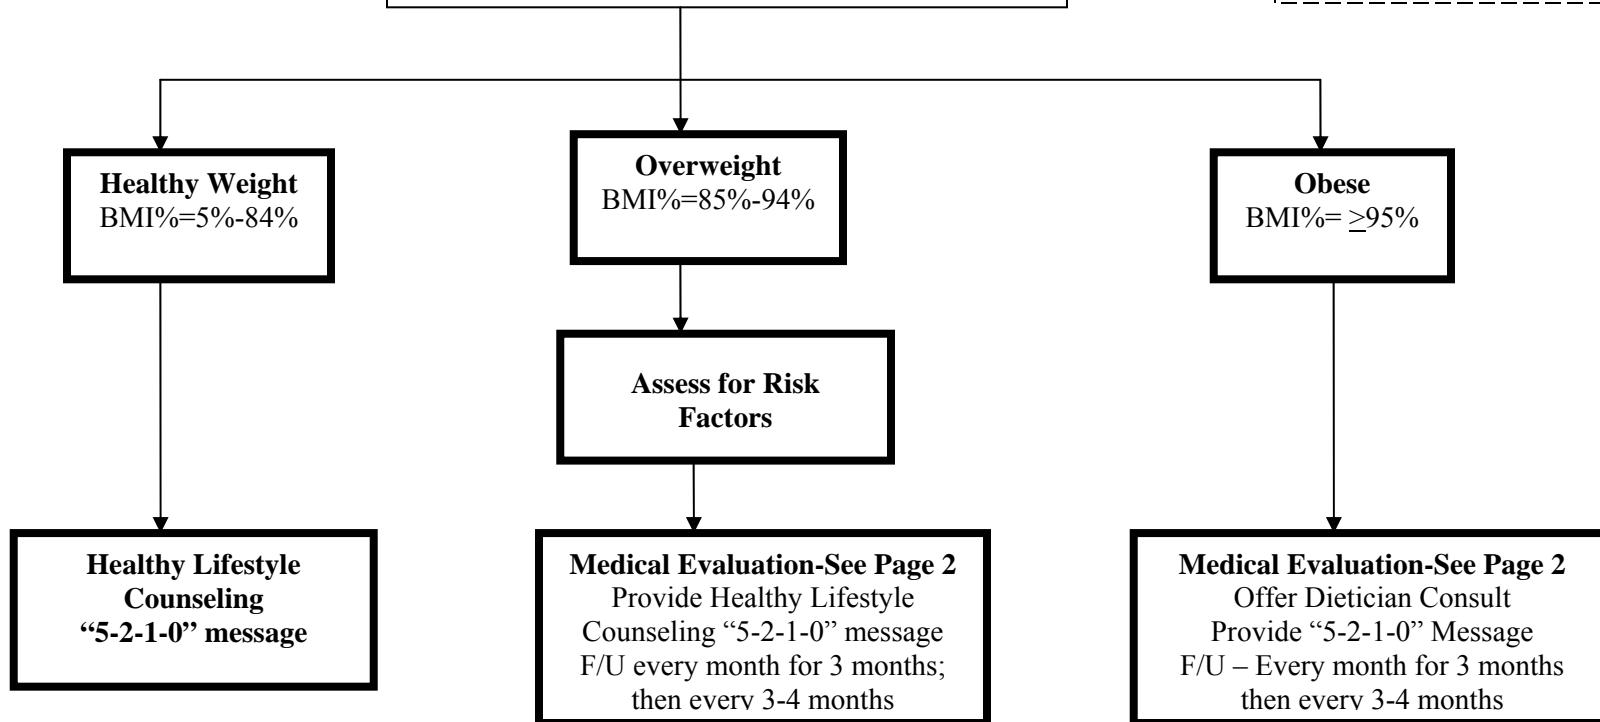 Healthy Weight
BMI%=5%-84%
Overweight
BMI%=85%-94%
Obese
BMI%= ≥95%
Assess for Risk
Factors
Healthy Lifestyle
Counseling
“5-2-1-0” message
Medical Evaluation-See Page 2
Provide Healthy Lifestyle
Counseling “5-2-1-0” message
F/U every month for 3 months;
then every 3-4 months
Medical Evaluation-See Page 2
Offer Dietician Consult
Provide “5-2-1-0” Message
F/U – Every month for 3 months
then every 3-4 months